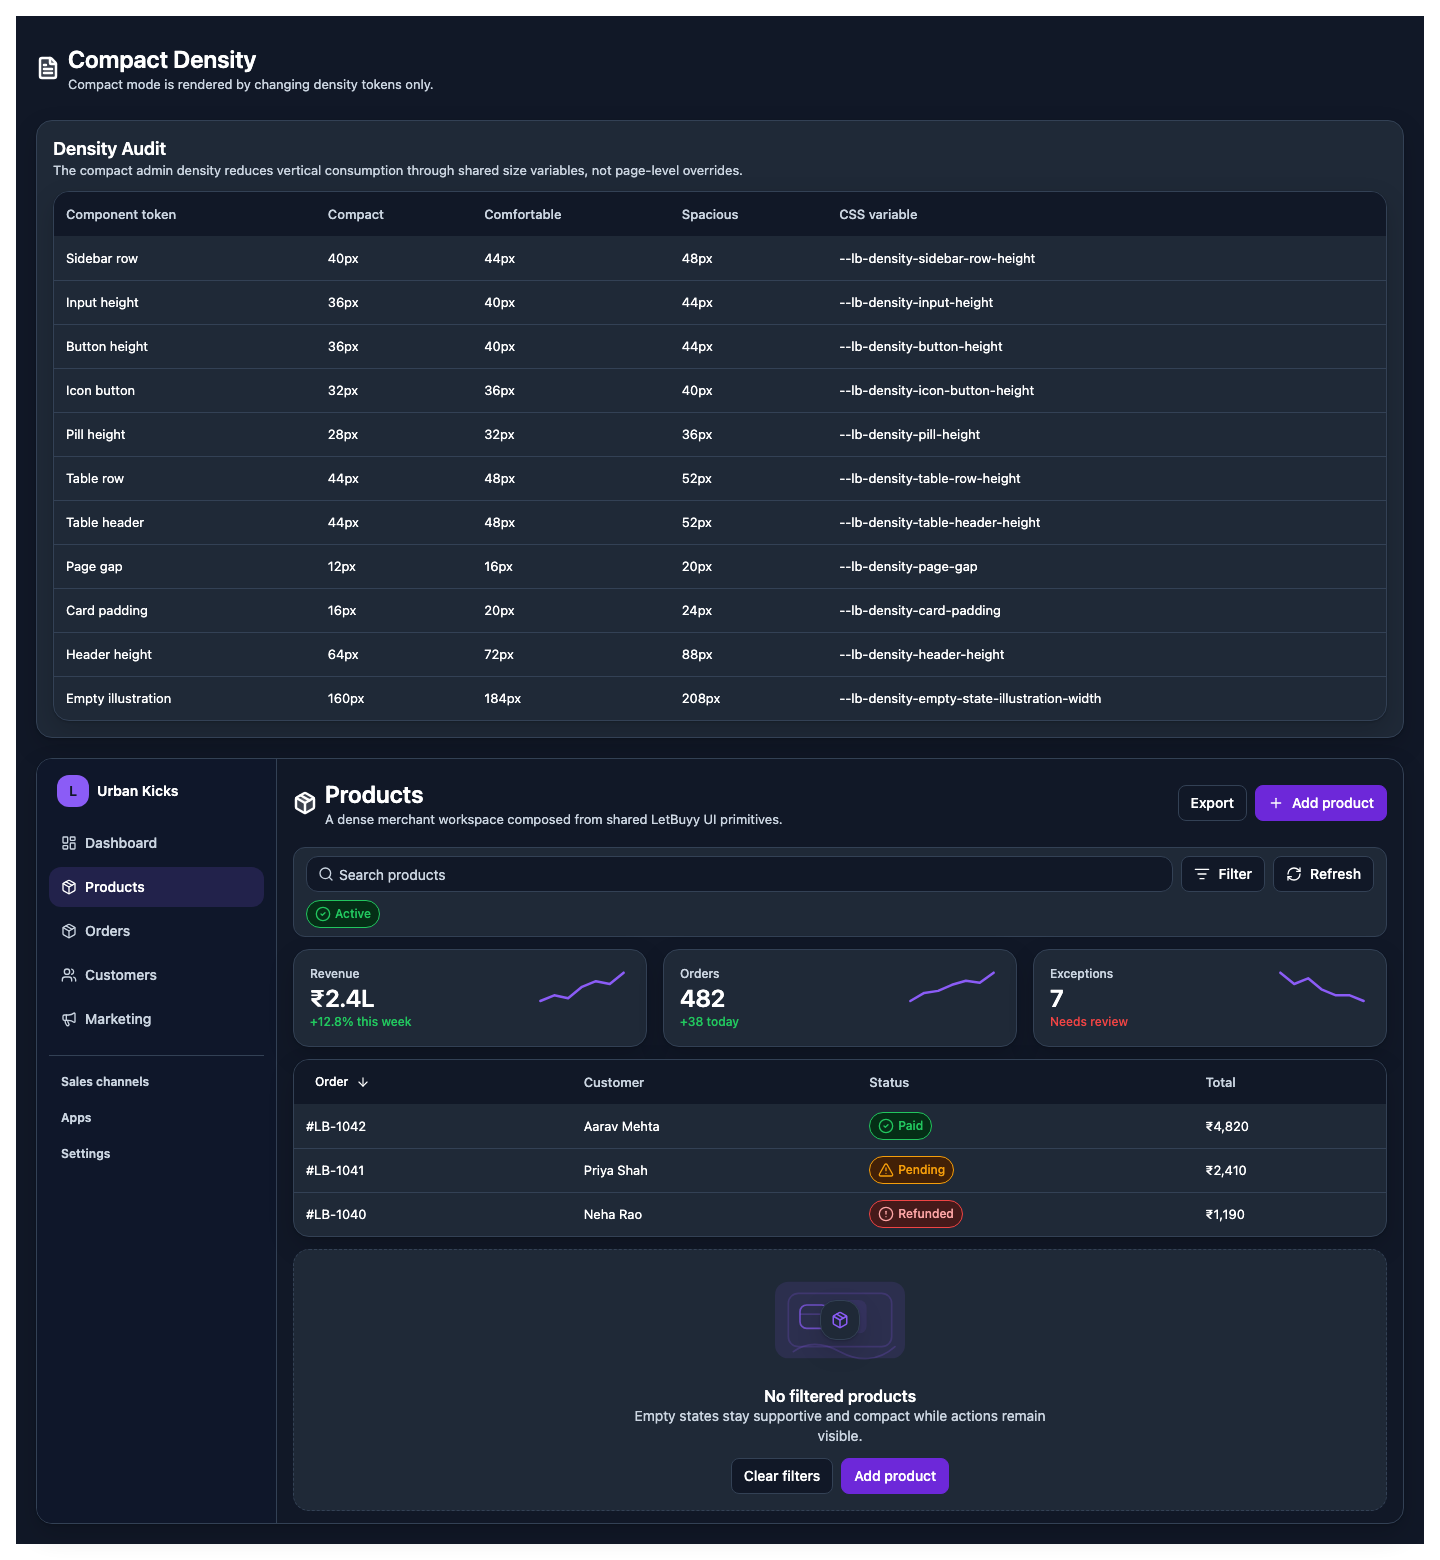 Compact Density
Compact mode is rendered by changing density tokens only.
Density Audit
The compact admin density reduces vertical consumption through shared size variables, not page-level overrides.
Component token Compact Comfortable Spacious CSS variable
Sidebar row 40px 44px 48px --lb-density-sidebar-row-height
Input height 36px 40px 44px --lb-density-input-height
Button height 36px 40px 44px --lb-density-button-height
Icon button 32px 36px 40px --lb-density-icon-button-height
Pill height 28px 32px 36px --lb-density-pill-height
Table row 44px 48px 52px --lb-density-table-row-height
Table header 44px 48px 52px --lb-density-table-header-height
Page gap 12px 16px 20px --lb-density-page-gap
Card padding 16px 20px 24px --lb-density-card-padding
Header height 64px 72px 88px --lb-density-header-height
Empty illustration 160px 184px 208px --lb-density-empty-state-illustration-width
L Urban Kicks
Dashboard
Products
Orders
Customers
Marketing
Sales channels
Apps
Settings
Products
A dense merchant workspace composed from shared LetBuyy UI primitives.
Export
Add product
Search products
Filter
Refresh
Active
Revenue
₹2.4L
+12.8% this week
Orders
482
+38 today
Exceptions
7
Needs review
Order Customer Status Total
#LB-1042 Aarav Mehta Paid ₹4,820
#LB-1041 Priya Shah Pending ₹2,410
#LB-1040 Neha Rao Refunded ₹1,190
No filtered products
Empty states stay supportive and compact while actions remain
visible.
Clear filters
Add product